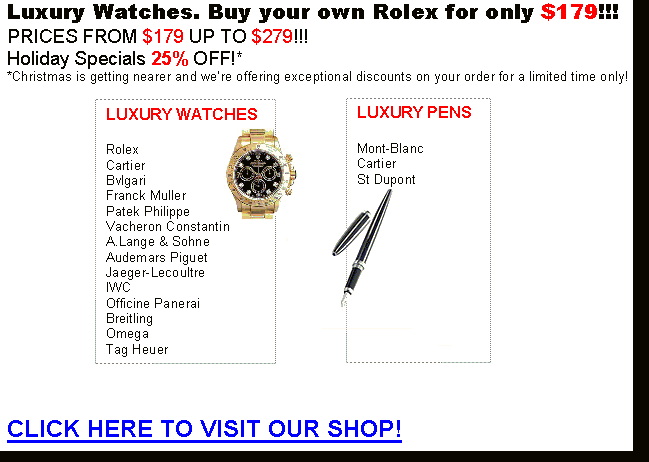 Luxury Watches. Buy your own Rolex for only $179!!!
PRICES FROM $179 UP TO $279!!!
Holiday Specials 25% OFF!*
*Christmas is getting nearer and we're offering exceptional discounts on your order for a limited time only!
LUXURY WATCHES
Rolex
Cartier
Bvlgari
Franck Muller
Patek Philippe
Vacheron Constantin
A.Lange & Sohne
Audemars Piguet
Jaeger-Lecoultre
IWC
Officine Panerai
Breitling
Omega
Tag Heuer
LUXURY PENS
Mont-Blanc
Cartier
St Dupont
CLICK HERE TO VISIT OUR SHOP!